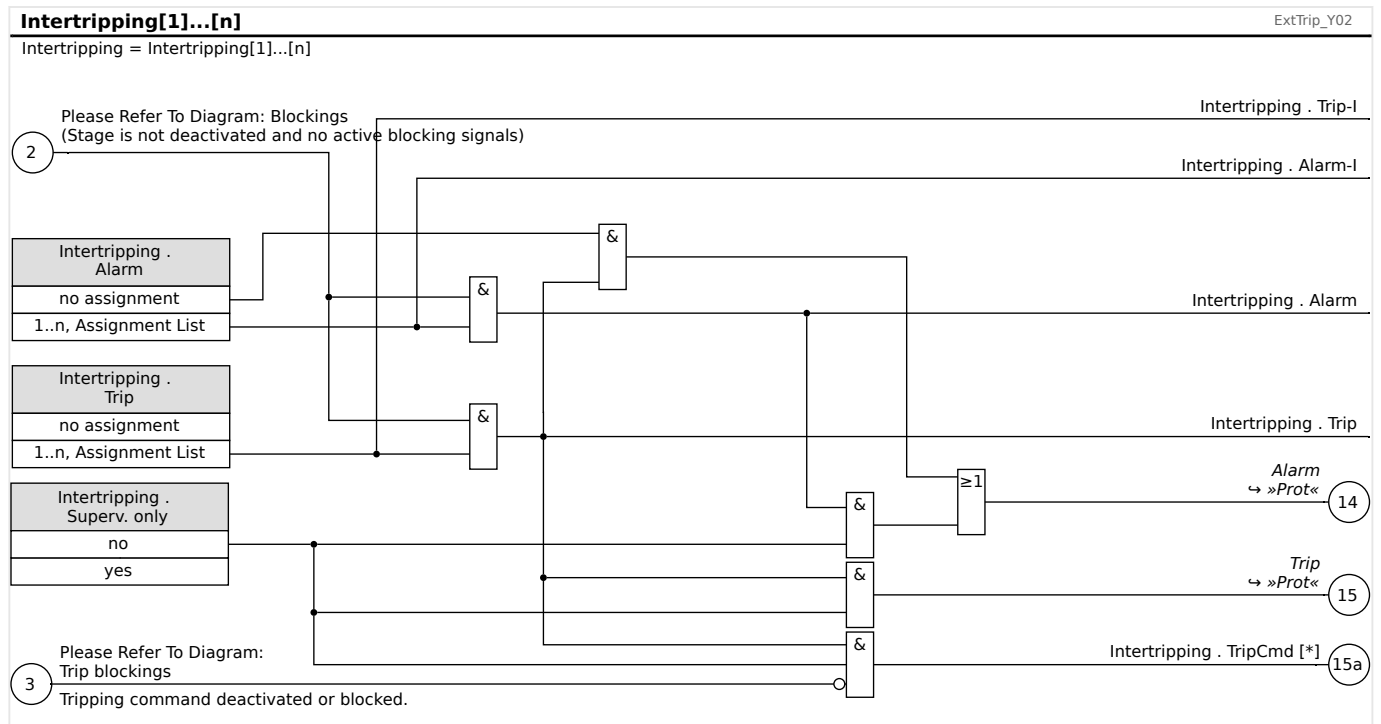 Intertripping[1]...[n]
ExtTrip_Y02
Intertripping = Intertripping[1]...[n]
Please Refer To Diagram: Blockings
(Stage is not deactivated and no active blocking signals)
2
Intertripping . Trip-I
Intertripping . Alarm-I
Intertripping .
Alarm
no assignment
1..n, Assignment List
&
&
Intertripping . Alarm
Intertripping .
Trip
no assignment
1..n, Assignment List
&
Intertripping . Trip
Intertripping .
Superv. only
no
yes
&
≥1
Alarm
↪ »Prot«
14
&
Trip
↪ »Prot«
15
Please Refer To Diagram:
Trip blockings
3
Tripping command deactivated or blocked.
&
Intertripping . TripCmd [*]
15a